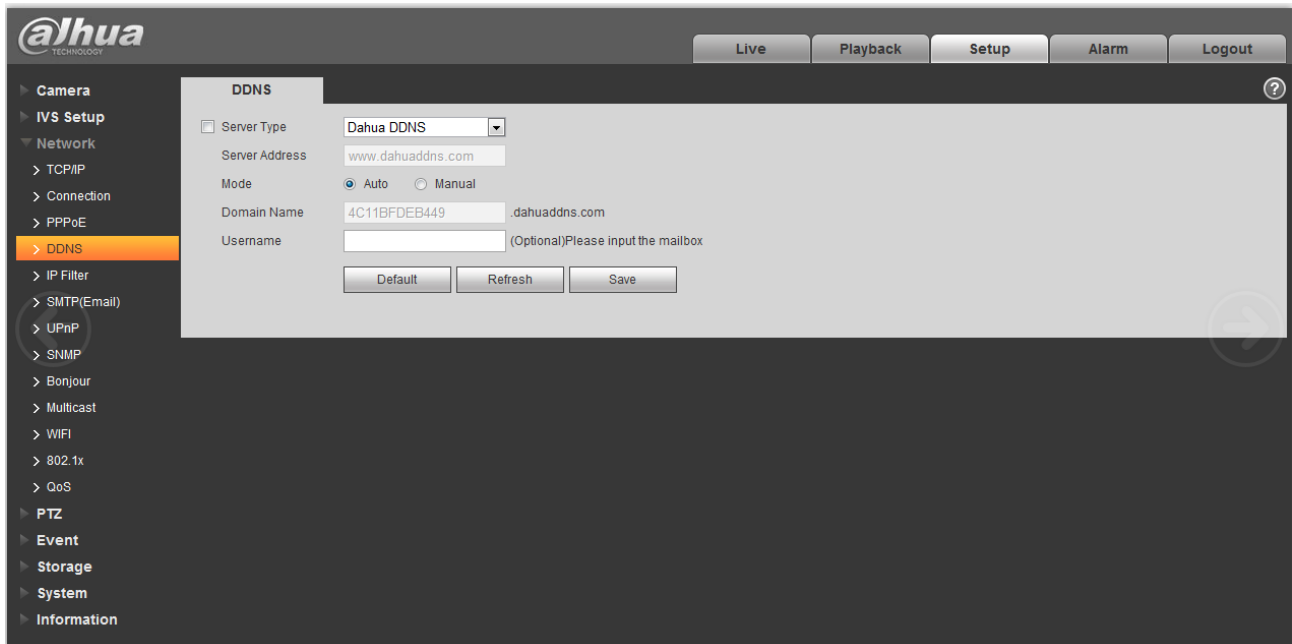 alhua
TECHNOLOGY
Live Playback Setup Alarm Logout
Camera
IVS Setup
Network
TCP/IP
Connection
PPPoE
DDNS
IP Filter
SMTP(Email)
UPnP
SNMP
Bonjour
Multicast
WIFI
802.1x
QoS
PTZ
Event
Storage
System
Information
DDNS ?
Server Type Dahua DDNS
Server Address www.dahuaddns.com
Mode Auto Manual
Domain Name 4C11BFDEB449 .dahuaddns.com
Username (Optional)Please input the mailbox
Default Refresh Save